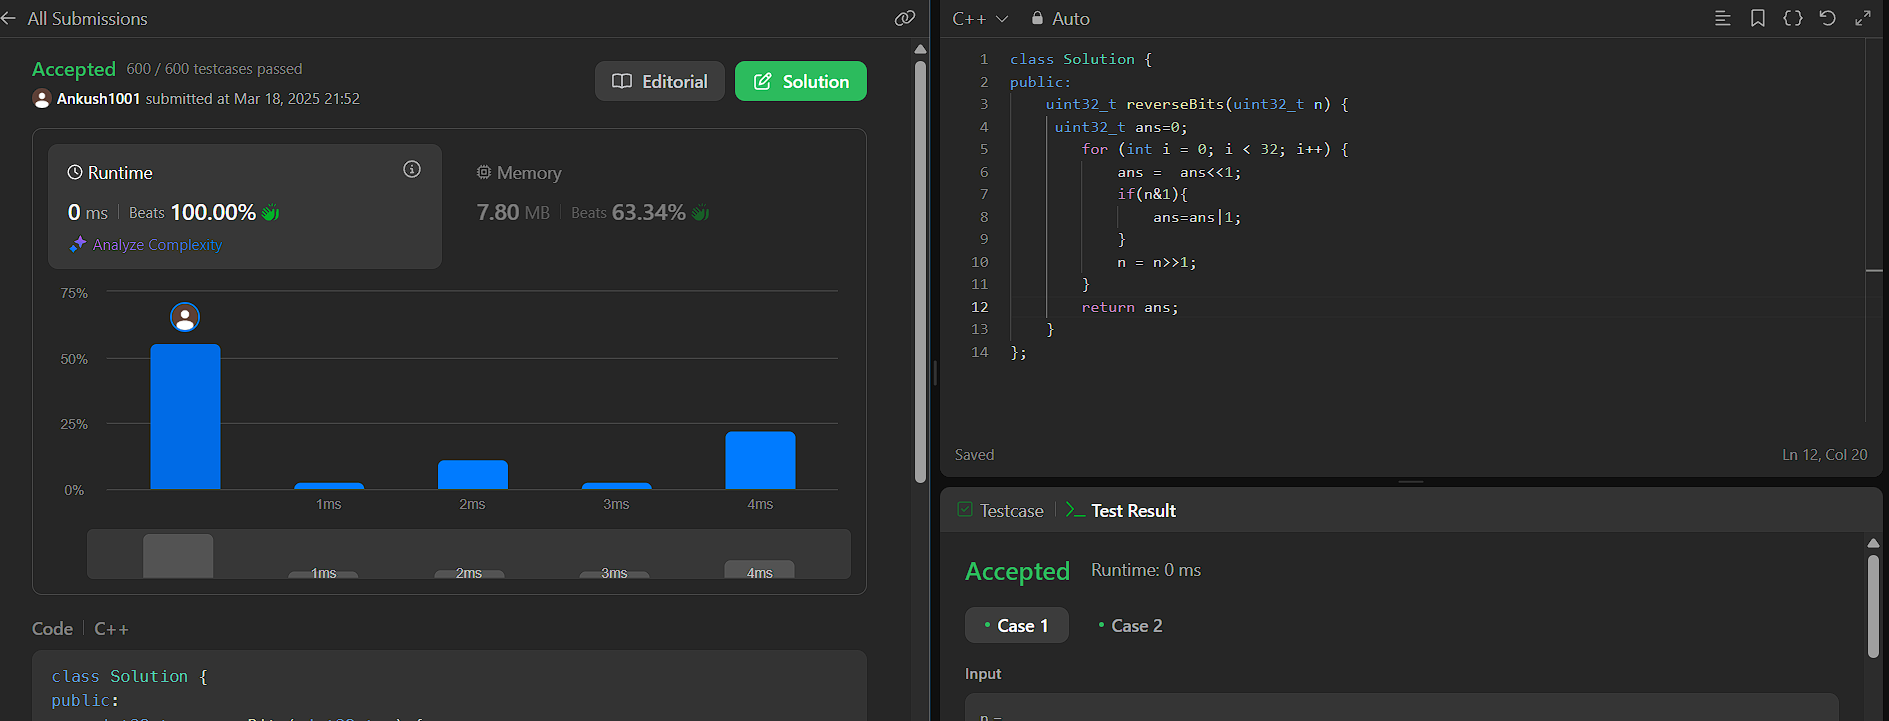 All Submissions
Accepted 600 / 600 testcases passed
Ankush1001 submitted at Mar 18, 2025 21:52
Editorial
Solution
Runtime
0 ms | Beats 100.00%
Analyze Complexity
Memory
7.80 MB | Beats 63.34%
75%
50%
25%
0%
1ms 2ms 3ms 4ms
1ms 2ms 3ms 4ms
Code | C++
class Solution {
public:
C++ Auto
1 class Solution {
2 public:
3 uint32_t reverseBits(uint32_t n) {
4 uint32_t ans=0;
5 for (int i = 0; i < 32; i++) {
6 ans =  ans<<1;
7 if(n&1){
8 ans=ans|1;
9 }
10 n = n>>1;
11 }
12 return ans;
13 }
14 };
Saved
Ln 12, Col 20
Testcase | Test Result
Accepted Runtime: 0 ms
Case 1 Case 2
Input
n =